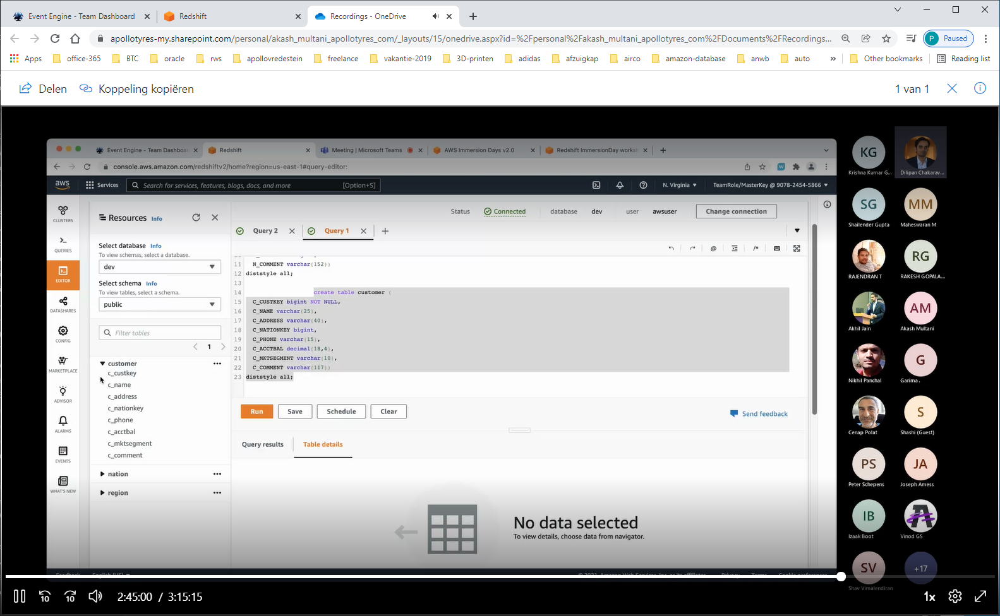 Event Engine - Team Dashboard
Redshift
Recordings - OneDrive
apollotyres-my.sharepoint.com/personal/akash_multani_apollotyres_com/_layouts/15/onedrive.aspx?id=%2Fpersonal%2Fakash_multani_apollotyres_com%2FDocuments%2FRecordings...
P Paused
Apps office-365 BTC oracle rws apollovredestein freelance vakantie-2019 3D-printen adidas afzuigkap airco amazon-database anwb auto » Other bookmarks Reading list
Delen Koppeling kopiëren 1 van 1
Event Engine - Team Dashboa
Redshift
Meeting | Microsoft Teams
AWS Immersion Days v2.0
Redshift ImmersionDay works
console.aws.amazon.com/redshiftv2/home?region=us-east-1#query-editor:
aws Services Search for services, features, blogs, docs, and more [Option+S] N. Virginia TeamRole/MasterKey @ 9078-2454-5866
CLUSTERS
QUERIES
EDITOR
DATASHARES
CONFIG
MARKETPLACE
ADVISOR
ALARMS
EVENTS
WHAT'S NEW
Resources Info
Select database Info
To view schemas, select a database.
dev
Select schema Info
To view tables, select a schema.
public
Filter tables
1
customer
c_custkey
c_name
c_address
c_nationkey
c_phone
c_acctbal
c_mktsegment
c_comment
nation
region
Status Connected database dev user awsuser Change connection
Query 2 Query 1
11 N_COMMENT varchar(152))
12 diststyle all;
13
14 create table customer (
15 C_CUSTKEY bigint NOT NULL,
16 C_NAME varchar(25),
17 C_ADDRESS varchar(40),
18 C_NATIONKEY bigint,
19 C_PHONE varchar(15),
20 C_ACCTBAL decimal(18,4),
21 C_MKTSEGMENT varchar(10),
22 C_COMMENT varchar(117))
23 diststyle all;
Run Save Schedule Clear Send feedback
Query results Table details
No data selected
To view details, choose data from navigator.
KG
Krishna Kumar G...
Dilipan Chakarav...
SG
Shailender Gupta
MM
Maheswaran M
RAJENDRAN T
RG
RAKESH GOPALA...
Akhil Jain
AM
Akash Multani
Nikhil Panchal
G
Garima .
Cenap Polat
S
Shashi (Guest)
PS
Peter Schepens
JA
Joseph Amess
IB
Izaak Boot
Vinod GS
SV
Shav Vimalendiran
+17
10 10 2:45:00 / 3:15:15 1x